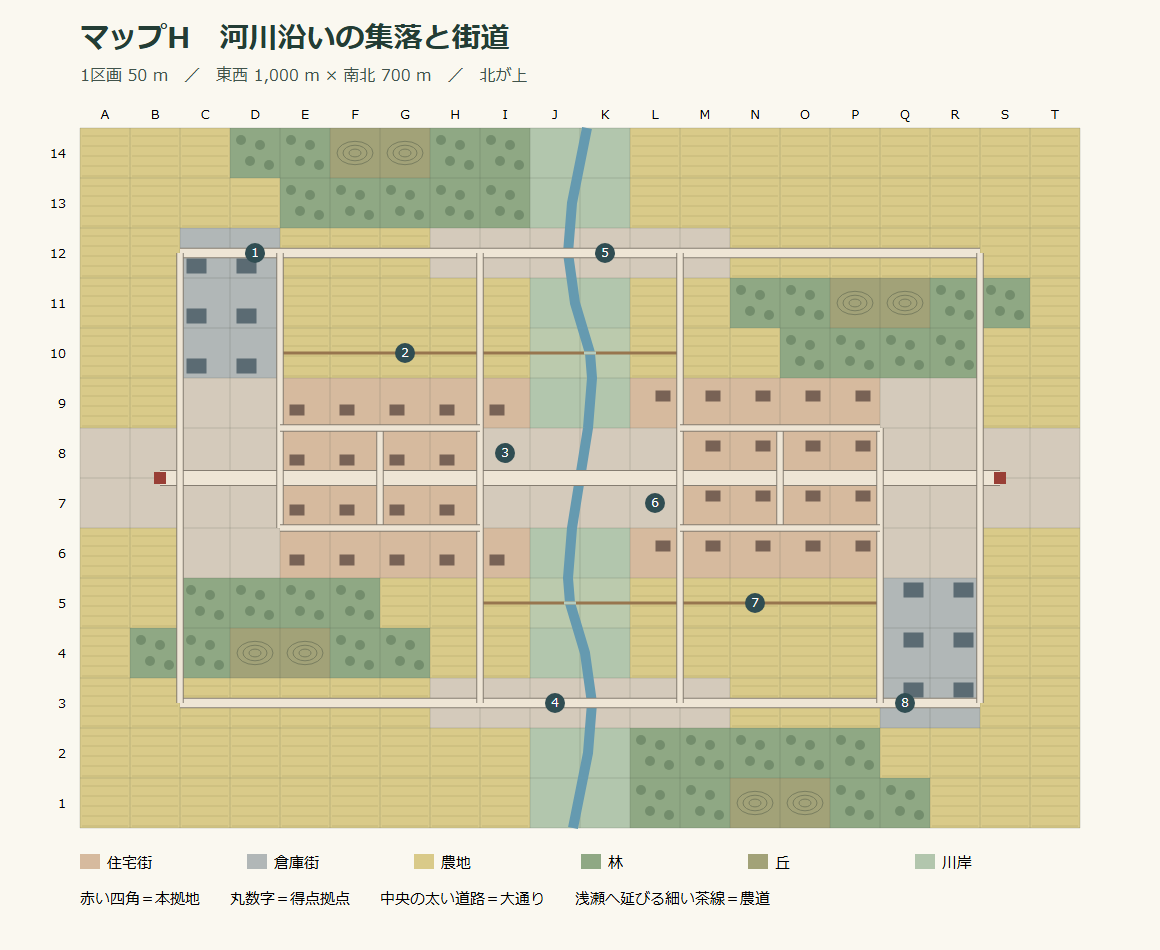 マップH　河川沿いの集落と街道
1区画 50 m　／　東西 1,000 m × 南北 700 m　／　北が上
A B C D E F G H I J K L M N O P Q R S T
14
13
12 1 5
11
10 2
9
8 3
7 6
6
5 7
4
3 4 8
2
1
住宅街 倉庫街 農地 林 丘 川岸
赤い四角＝本拠地　丸数字＝得点拠点　中央の太い道路＝大通り　浅瀬へ延びる細い茶線＝農道